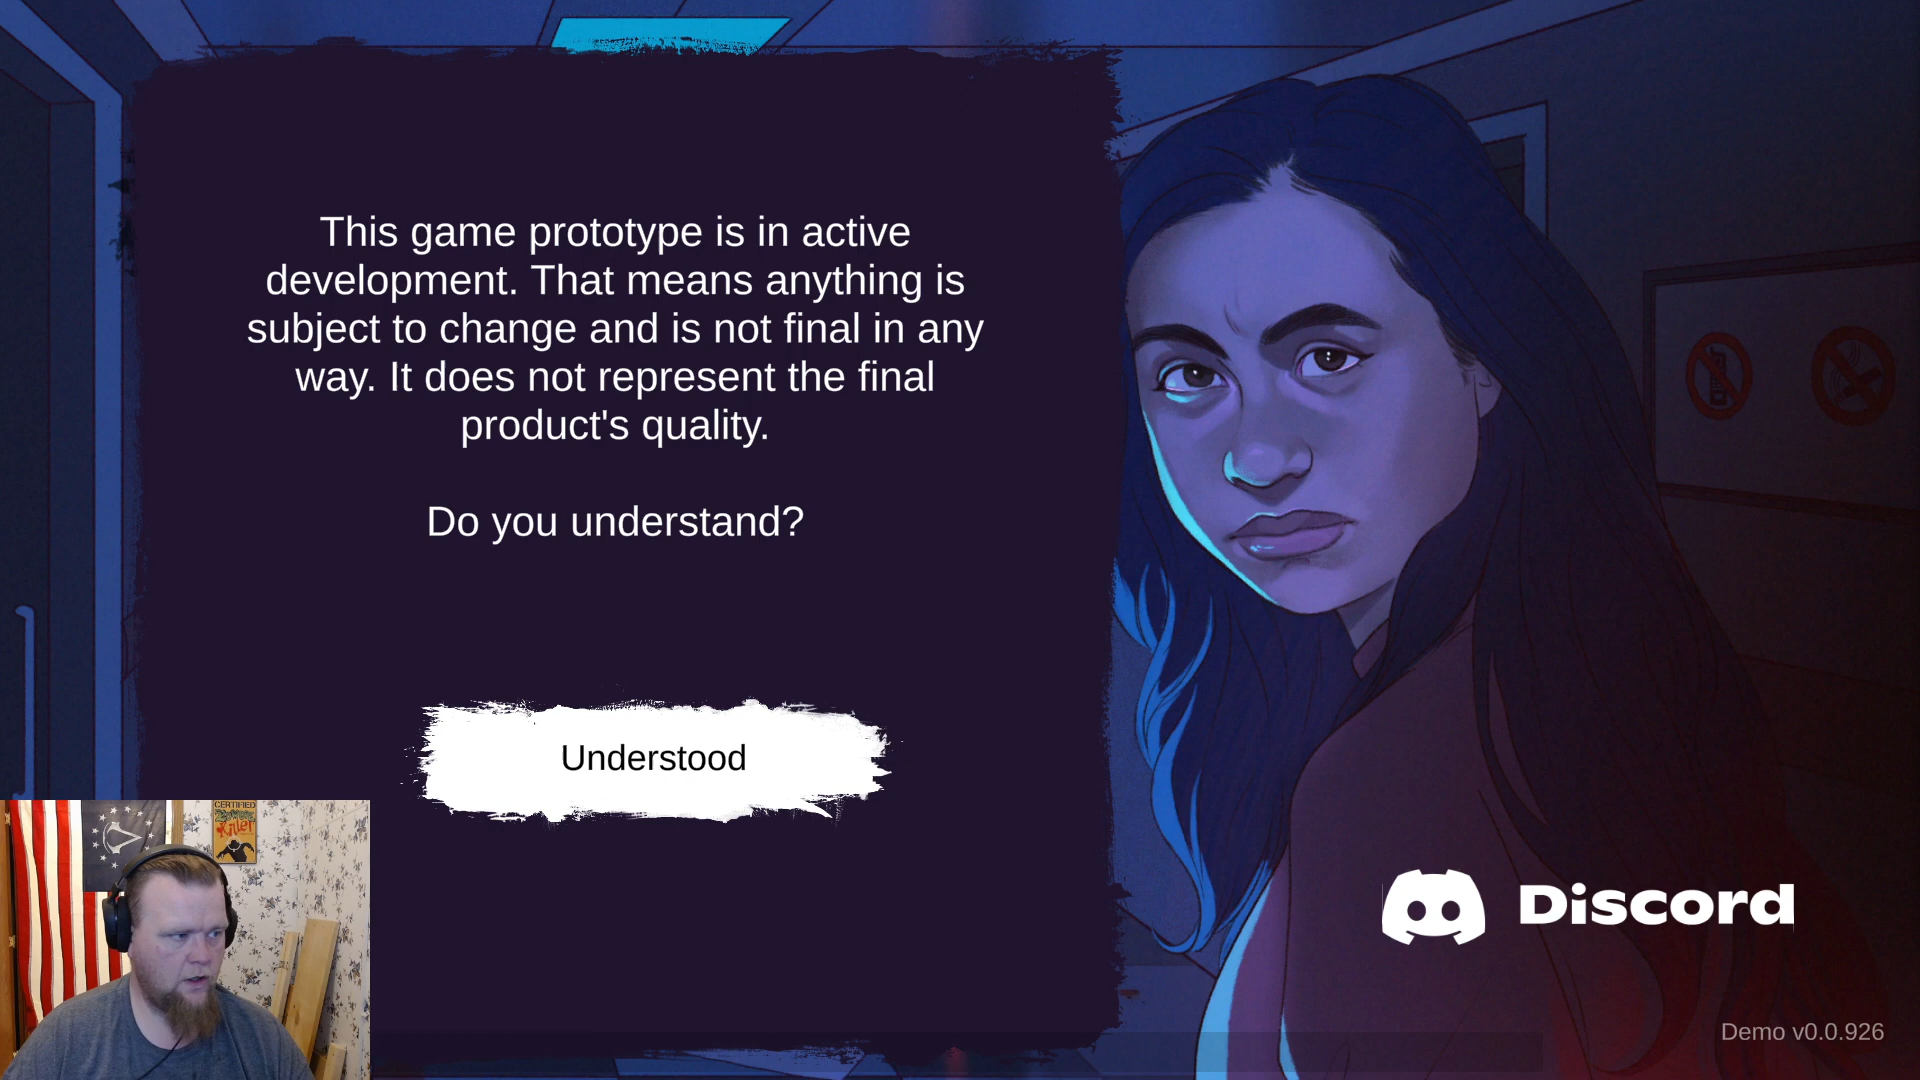 This game prototype is in active
development. That means anything is
subject to change and is not final in any
way. It does not represent the final
product's quality.
Do you understand?
Understood
CERTIFIED
Killer
Discord
Demo v0.0.926